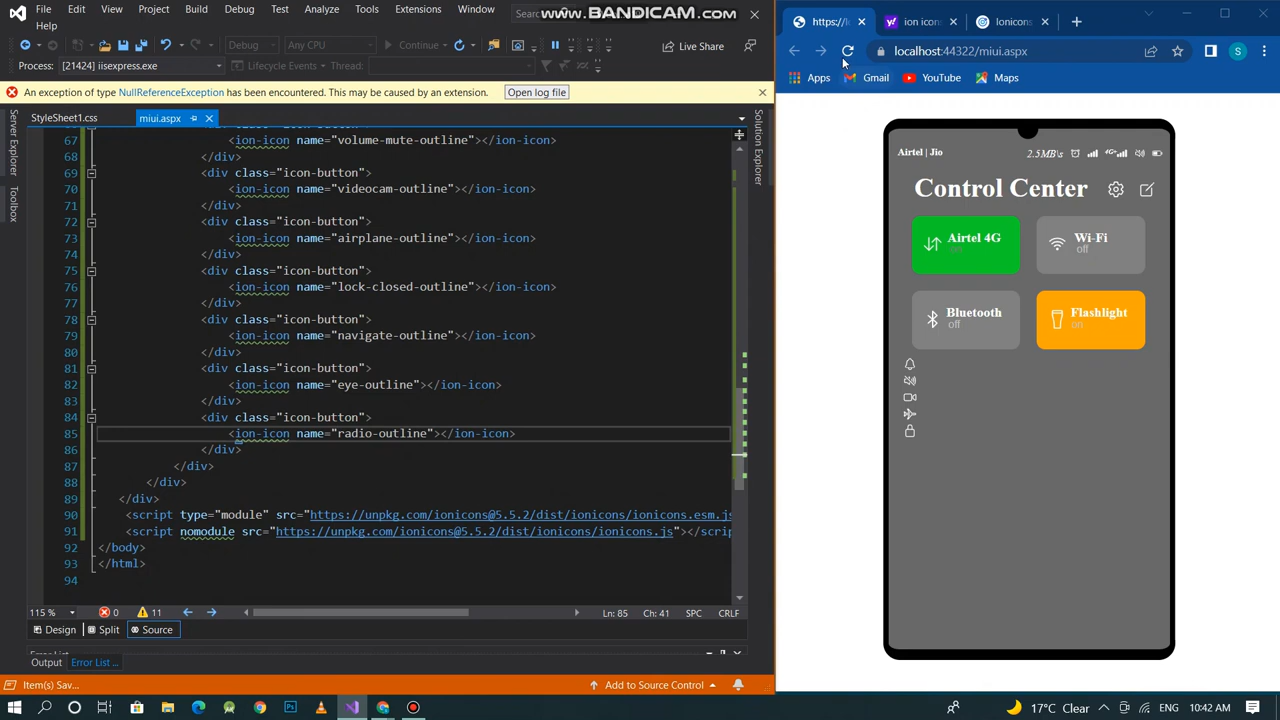 File Edit View Git Project Build Debug Test Analyze Tools Extensions Window
Help
www.BANDICAM.com
Debug Any CPU Continue Live Share
Process: [21424] iisexpress.exe Lifecycle Events Thread:
An exception of type NullReferenceException has been encountered. This may be caused by an extension. Open log file
StyleSheet1.css miui.aspx
Server Explorer
Toolbox
Solution Explorer
67 <ion-icon name="volume-mute-outline"></ion-icon>
68 </div>
69 <div class="icon-button">
70 <ion-icon name="videocam-outline"></ion-icon>
71 </div>
72 <div class="icon-button">
73 <ion-icon name="airplane-outline"></ion-icon>
74 </div>
75 <div class="icon-button">
76 <ion-icon name="lock-closed-outline"></ion-icon>
77 </div>
78 <div class="icon-button">
79 <ion-icon name="navigate-outline"></ion-icon>
80 </div>
81 <div class="icon-button">
82 <ion-icon name="eye-outline"></ion-icon>
83 </div>
84 <div class="icon-button">
85 <ion-icon name="radio-outline"></ion-icon>
86 </div>
87 </div>
88 </div>
89 </div>
90 <script type="module" src="https://unpkg.com/ionicons@5.5.2/dist/ionicons/ionicons.esm.js
91 <script nomodule src="https://unpkg.com/ionicons@5.5.2/dist/ionicons/ionicons.js"></scrip
92 </body>
93 </html>
94
115 % 0 11 Ln: 85 Ch: 41 SPC CRLF
Design Split Source
Output Error List ...
Item(s) Sav... Add to Source Control
https://l ion icons Ionicons
localhost:44322/miui.aspx S
Apps Gmail YouTube Maps
Airtel | Jio 2.5MB\s 4G+
Control Center
Airtel 4G
on
Wi-Fi
off
Bluetooth
off
Flashlight
on
17°C Clear ENG 10:42 AM